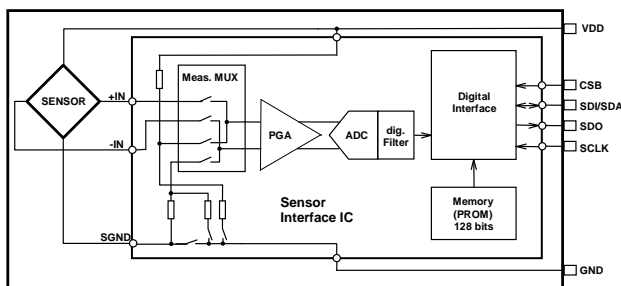 VDD
Meas. MUX
SENSOR
+IN
-IN
PGA
ADC
dig.
Filter
Digital
Interface
CSB
SDI/SDA
SDO
SCLK
Sensor
Interface IC
Memory
(PROM)
128 bits
SGND
GND